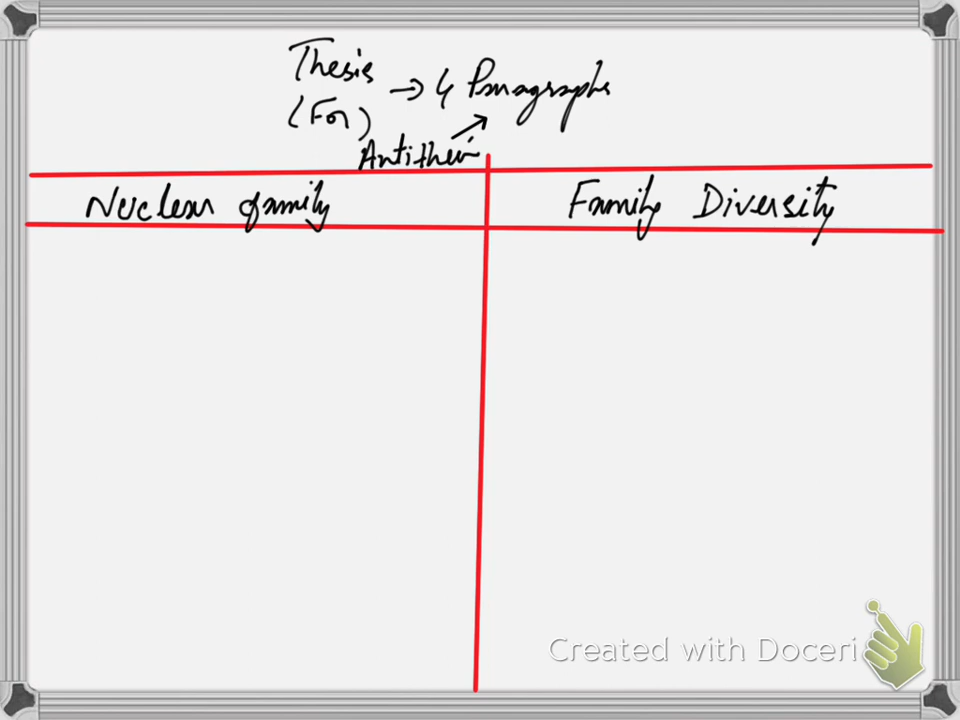 Thesis → 4 Paragraphs
(For)
Antithesis
Nuclear family
Family Diversity
Created with Doceri